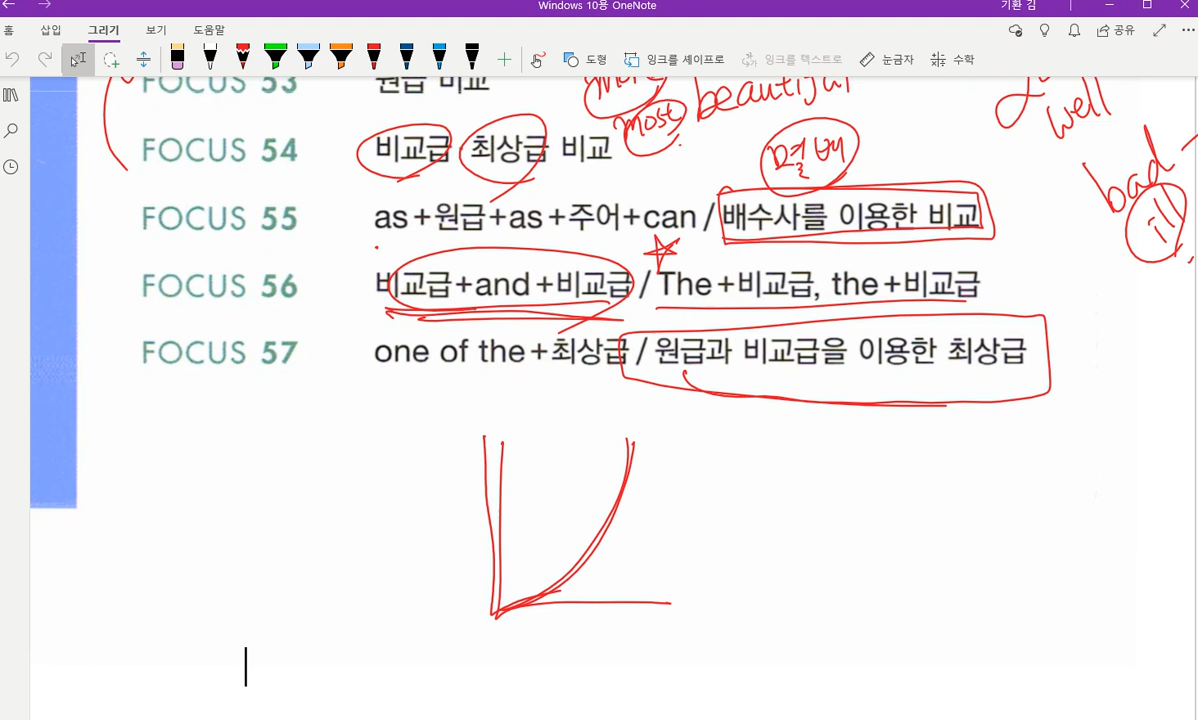 Windows 10용 OneNote
기환 김
홈 삽입 그리기 보기 도움말
공유
도형 잉크를 셰이프로 잉크를 텍스트로 눈금자 수학
FOCUS 53 원급 비교
more
most
beautiful
well
FOCUS 54 비교급 최상급 비교
bad
ill
FOCUS 55 as+원급+as+주어+can / 배수사를 이용한 비교
FOCUS 56 비교급+and+비교급 / The+비교급, the+비교급
FOCUS 57 one of the+최상급 / 원급과 비교급을 이용한 최상급